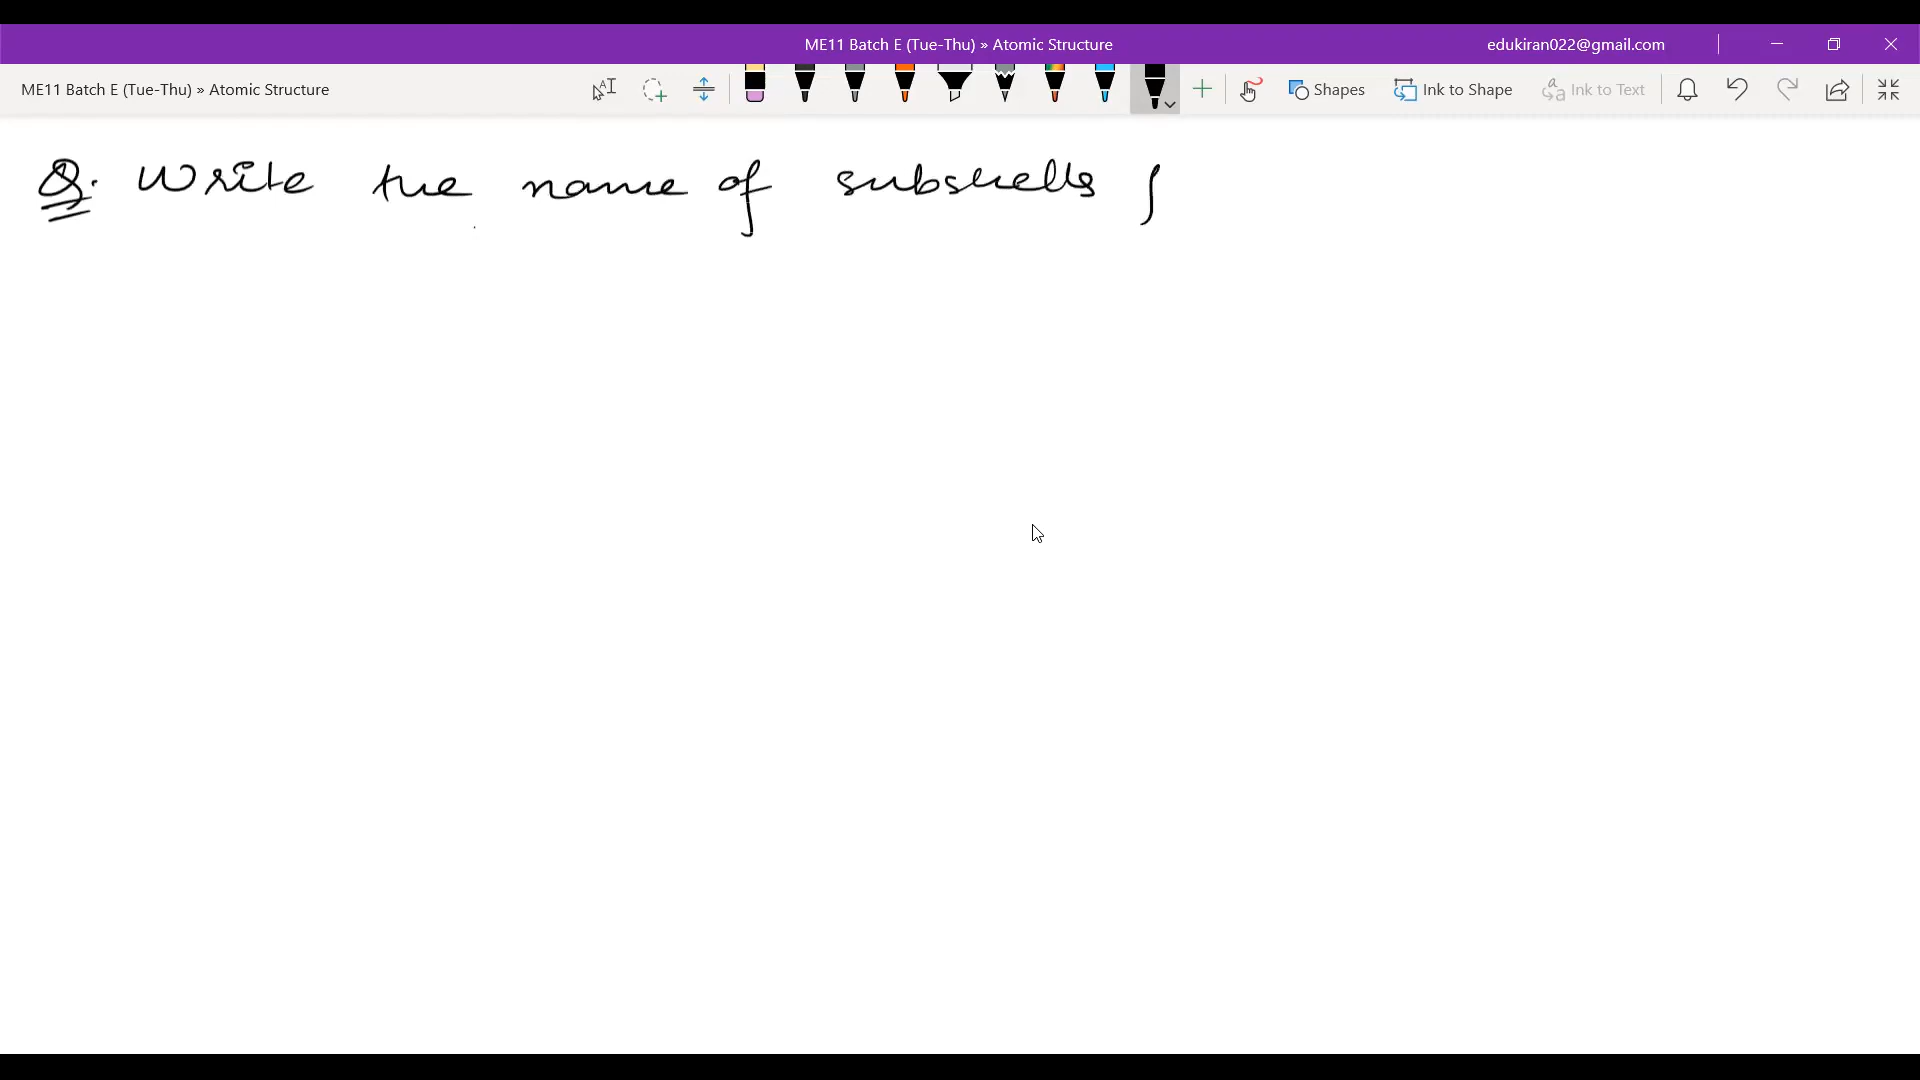 ME11 Batch E (Tue-Thu) » Atomic Structure
edukiran022@gmail.com
ME11 Batch E (Tue-Thu) » Atomic Structure
Shapes
Ink to Shape
Ink to Text
Q. Write the name of subshells